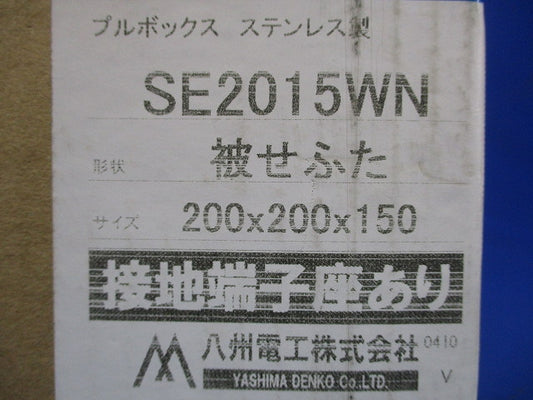 プルボックス ステンレス製
SE2015WN
形状 被せふた
サイズ 200x200x150
接地端子座あり
八州電工株式会社 0410
YASHIMA DENKO Co.LTD. V